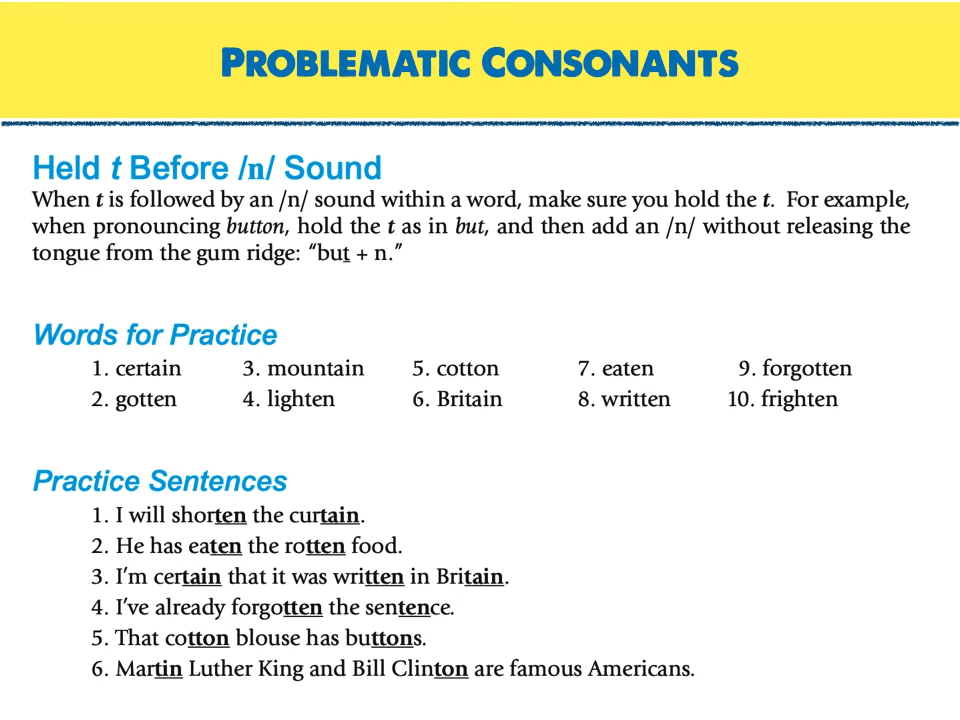 PROBLEMATIC CONSONANTS
Held t Before /n/ Sound
When t is followed by an /n/ sound within a word, make sure you hold the t. For example,
when pronouncing button, hold the t as in but, and then add an /n/ without releasing the
tongue from the gum ridge: “but + n.”
Words for Practice
1. certain 3. mountain 5. cotton 7. eaten 9. forgotten
2. gotten 4. lighten 6. Britain 8. written 10. frighten
Practice Sentences
1. I will shorten the curtain.
2. He has eaten the rotten food.
3. I’m certain that it was written in Britain.
4. I’ve already forgotten the sentence.
5. That cotton blouse has buttons.
6. Martin Luther King and Bill Clinton are famous Americans.